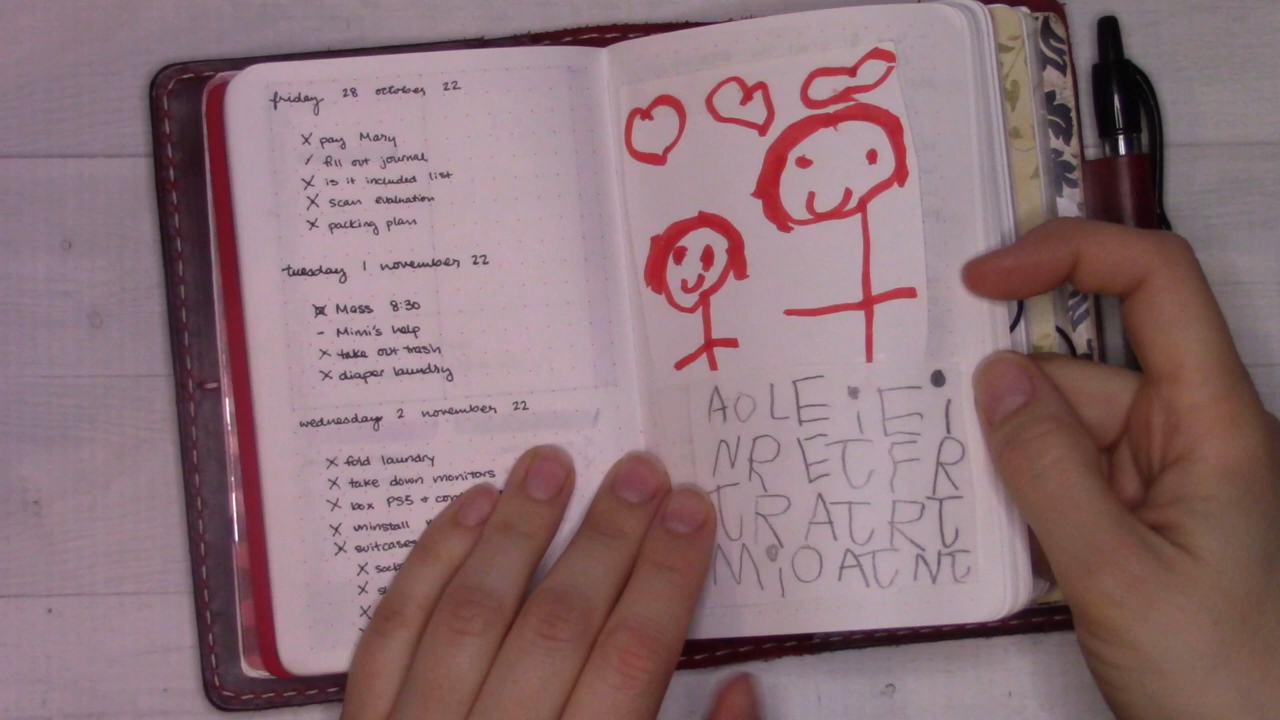 friday 28 october 22
X pay Mary
/ fill out journal
X is it included list
X scan evaluation
X packing plan
tuesday 1 november 22
X Mass 8:30
- Mimi's help
X take out trash
X diaper laundry
wednesday 2 november 22
X fold laundry
X take down monitors
X box PS5 +
X uninstall
X suitcases
X
X
X
AOLEiEi
NRETFR
TRATRT
MiOATNT